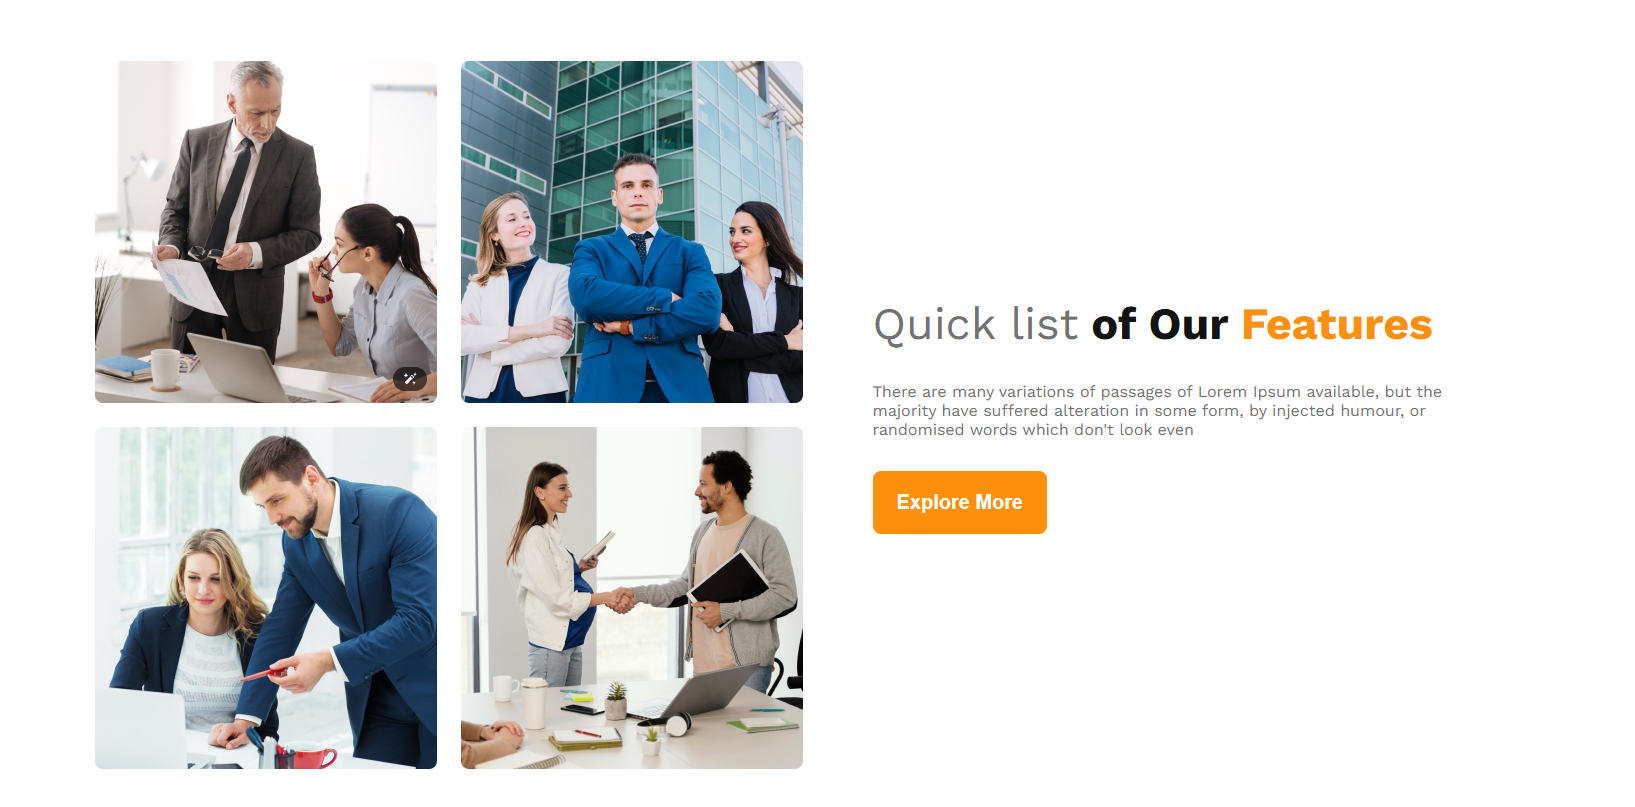 Quick list of Our Features
There are many variations of passages of Lorem Ipsum available, but the
majority have suffered alteration in some form, by injected humour, or
randomised words which don't look even
Explore More